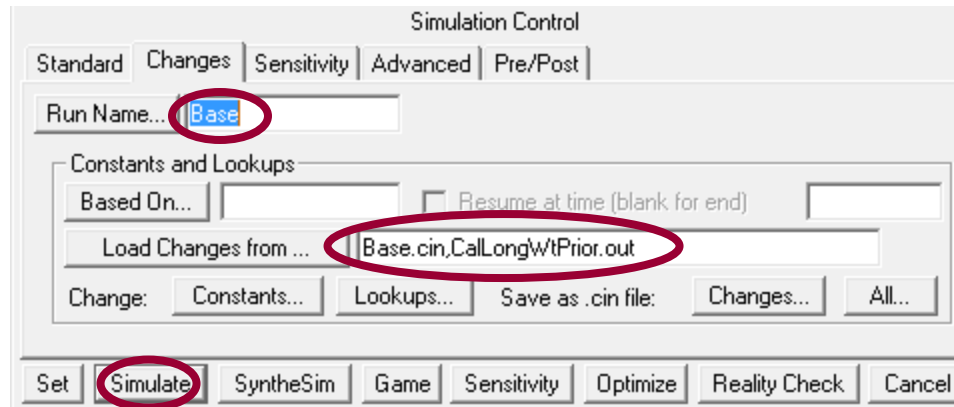 Simulation Control
Standard Changes Sensitivity Advanced Pre/Post
Run Name... Base
Constants and Lookups
Based On... Resume at time (blank for end)
Load Changes from ... Base.cin,CalLongWtPrior.out
Change: Constants... Lookups... Save as .cin file: Changes... All...
Set Simulate SyntheSim Game Sensitivity Optimize Reality Check Cancel